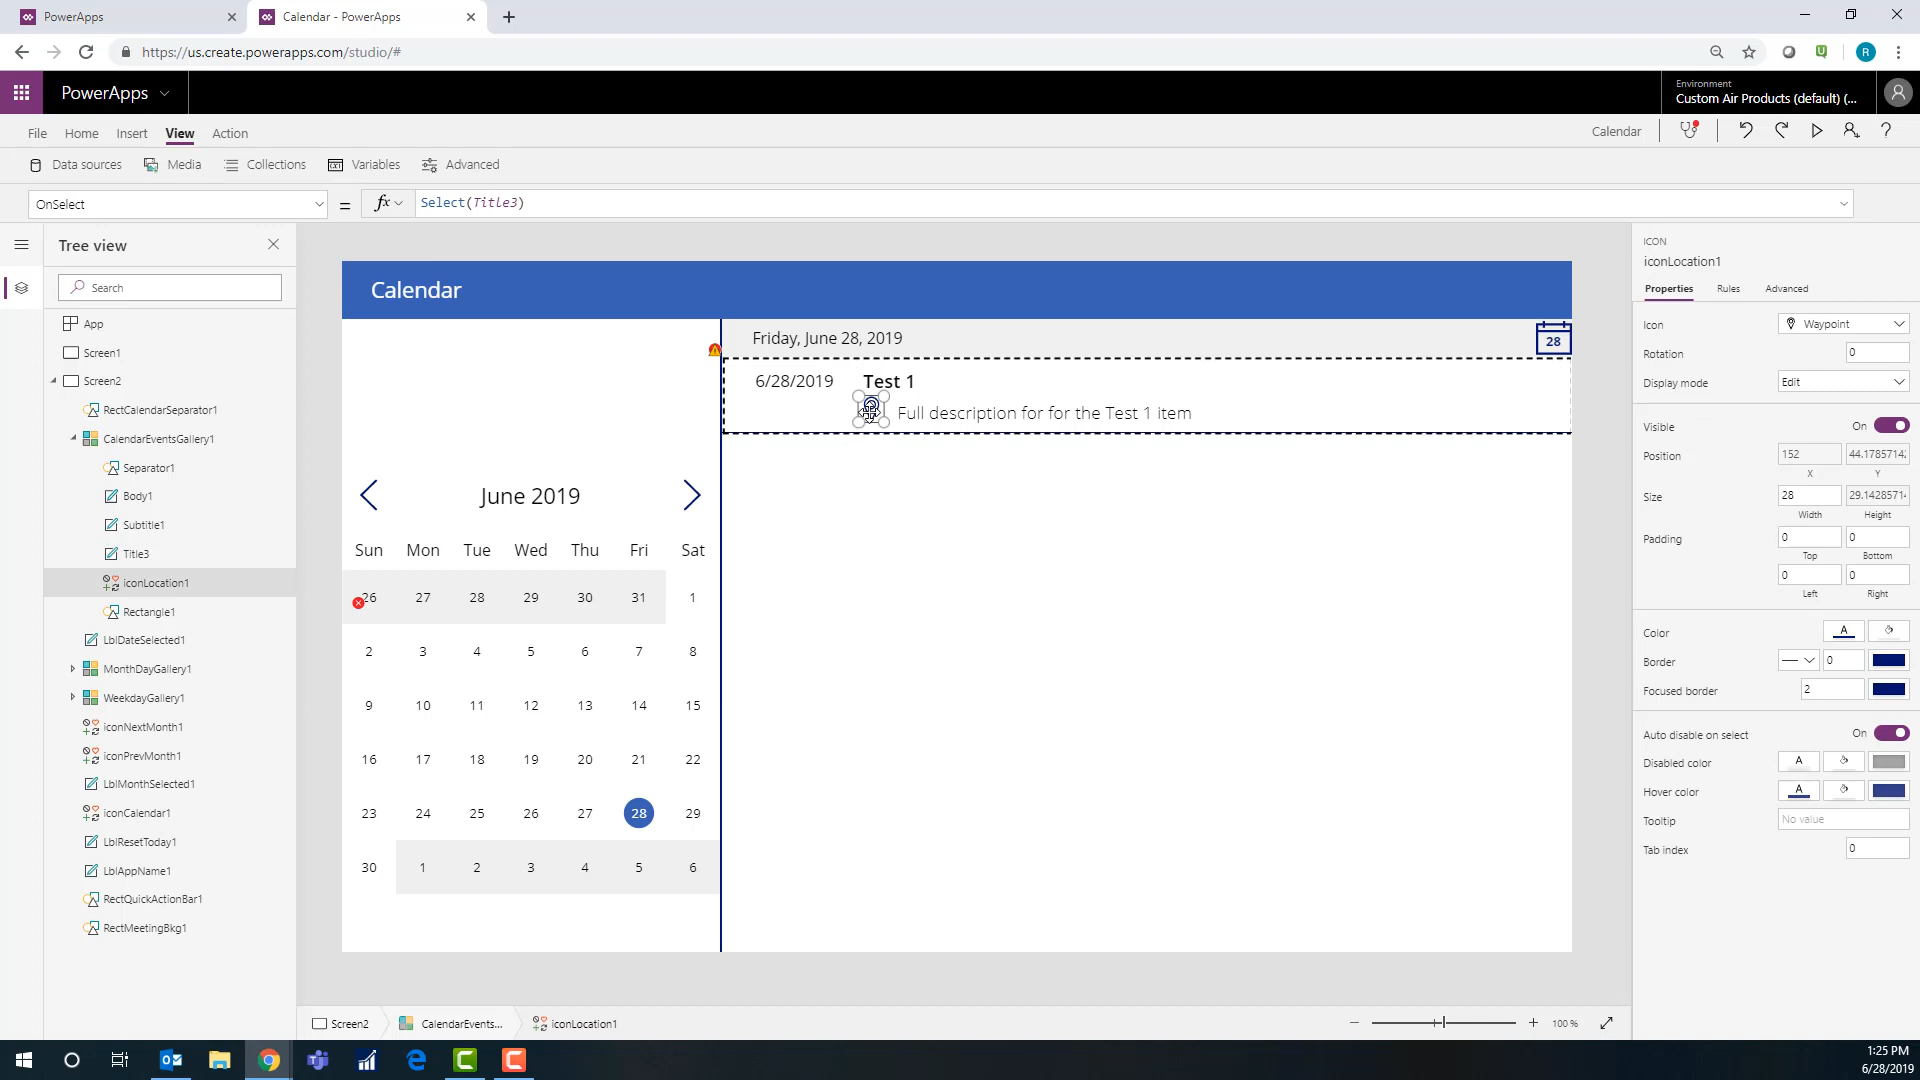 PowerApps
Calendar - PowerApps
https://us.create.powerapps.com/studio/#
R
PowerApps
Environment
Custom Air Products (default) (...
File Home Insert View Action
Calendar
Data sources Media Collections Variables Advanced
OnSelect = fx Select(Title3)
Tree view
Search
App
Screen1
Screen2
RectCalendarSeparator1
CalendarEventsGallery1
Separator1
Body1
Subtitle1
Title3
iconLocation1
Rectangle1
LblDateSelected1
MonthDayGallery1
WeekdayGallery1
iconNextMonth1
iconPrevMonth1
LblMonthSelected1
iconCalendar1
LblResetToday1
LblAppName1
RectQuickActionBar1
RectMeetingBkg1
Calendar
Friday, June 28, 2019
28
6/28/2019 Test 1
Full description for for the Test 1 item
June 2019
Sun Mon Tue Wed Thu Fri Sat
26 27 28 29 30 31 1
2 3 4 5 6 7 8
9 10 11 12 13 14 15
16 17 18 19 20 21 22
23 24 25 26 27 28 29
30 1 2 3 4 5 6
ICON
iconLocation1
Properties Rules Advanced
Icon Waypoint
Rotation 0
Display mode Edit
Visible On
Position 152 44.1785714
X Y
Size 28 29.1428571
Width Height
Padding 0 0
Top Bottom
0 0
Left Right
Color A
Border 0
Focused border 2
Auto disable on select On
Disabled color A
Hover color A
Tooltip No value
Tab index 0
Screen2 CalendarEvents... iconLocation1
100 %
1:25 PM
6/28/2019